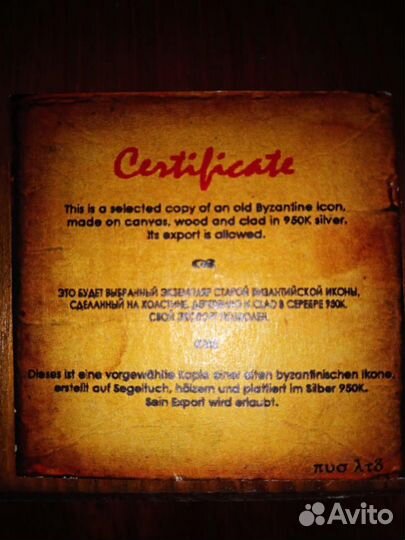 Certificate
This is a selected copy of an old Byzantine icon,
made on canvas, wood and clad in 950K silver.
Its export is allowed.
ЭТО БУДЕТ ВЫБРАННЫЙ ЭКЗЕМПЛЯР СТАРОЙ ВИЗАНТИЙСКОЙ ИКОНЫ,
СДЕЛАННЫЙ НА ХОЛСТИНЕ, И CLAD В СЕРЕБРЕ 950K.
СВОЙ
Dieses ist eine vorgewählte Kopie einer alten byzantinischen Ikone,
erstellt auf Segeltuch, hölzern und plattiert im Silber 950K.
Sein Export wird erlaubt.
πυσ λτδ
Avito